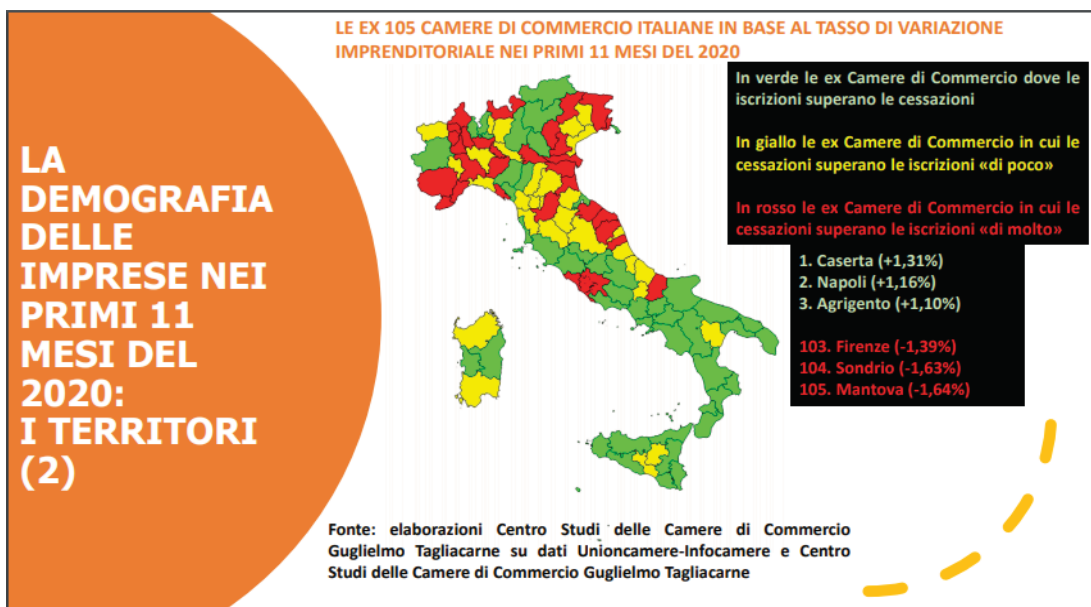 LE EX 105 CAMERE DI COMMERCIO ITALIANE IN BASE AL TASSO DI VARIAZIONE
IMPRENDITORIALE NEI PRIMI 11 MESI DEL 2020
LA
DEMOGRAFIA
DELLE
IMPRESE NEI
PRIMI 11
MESI DEL
2020:
I TERRITORI
(2)
In verde le ex Camere di Commercio dove le
iscrizioni superano le cessazioni
In giallo le ex Camere di Commercio in cui le
cessazioni superano le iscrizioni «di poco»
In rosso le ex Camere di Commercio in cui le
cessazioni superano le iscrizioni «di molto»
1. Caserta (+1,31%)
2. Napoli (+1,16%)
3. Agrigento (+1,10%)
103. Firenze (-1,39%)
104. Sondrio (-1,63%)
105. Mantova (-1,64%)
Fonte: elaborazioni Centro Studi delle Camere di Commercio
Guglielmo Tagliacarne su dati Unioncamere-Infocamere e Centro
Studi delle Camere di Commercio Guglielmo Tagliacarne